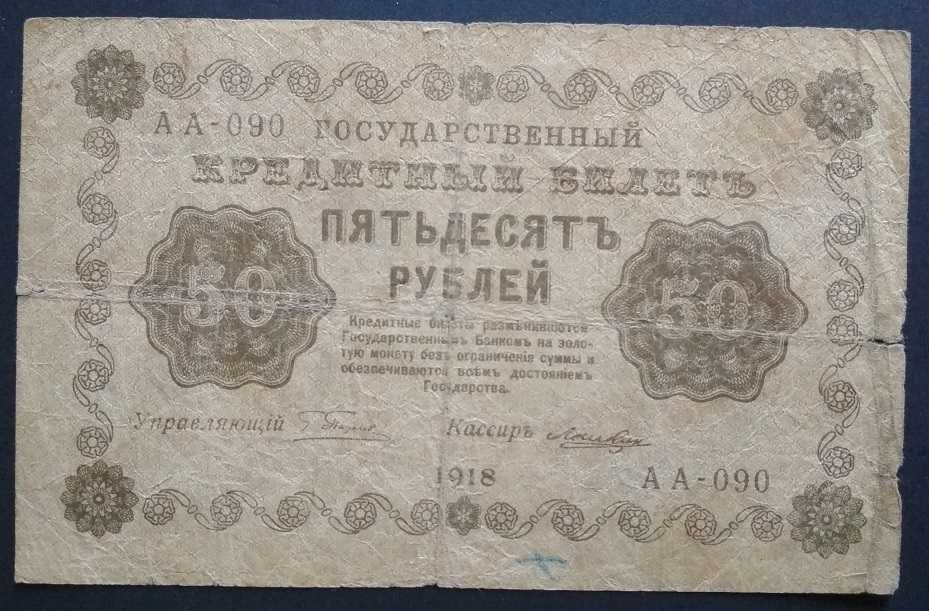 АА-090 ГОСУДАРСТВЕННЫЙ
КРЕДИТНЫЙ БИЛЕТЪ
ПЯТЬДЕСЯТЪ
РУБЛЕЙ
50
50
Кредитные билеты размѣниваются
Государственнымъ Банкомъ на золо-
тую монету безъ ограниченія суммы и
обезпечиваются всѣмъ достояніемъ
Государства.
Управляющій
Кассиръ
1918
АА-090